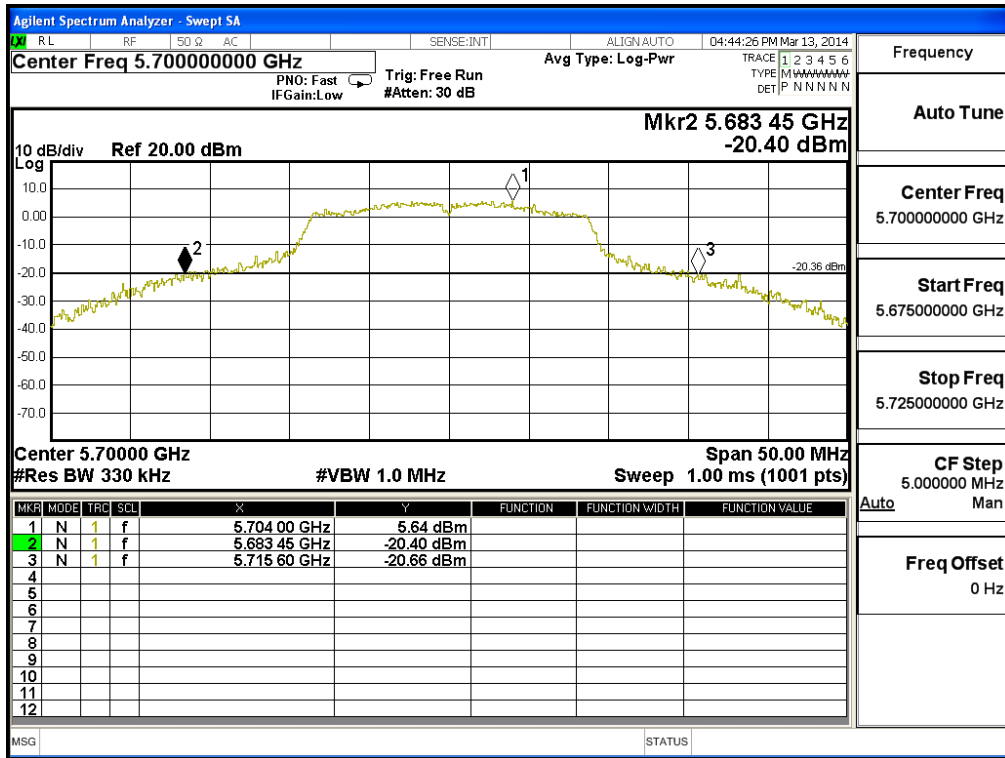 Agilent Spectrum Analyzer - Swept SA
LXI RL RF 50 Ω AC SENSE:INT ALIGN AUTO 04:44:26 PM Mar 13, 2014
Center Freq 5.700000000 GHz
PNO: Fast
IFGain:Low
Trig: Free Run
#Atten: 30 dB
Avg Type: Log-Pwr
TRACE 1 2 3 4 5 6
TYPE M WWWWW
DET P N N N N N
Mkr2 5.683 45 GHz
-20.40 dBm
10 dB/div Ref 20.00 dBm
Log
10.0
0.00
-10.0
-20.0
-30.0
-40.0
-50.0
-60.0
-70.0
1
2
3
-20.36 dBm
Center 5.70000 GHz Span 50.00 MHz
#Res BW 330 kHz #VBW 1.0 MHz Sweep 1.00 ms (1001 pts)
MKR MODE TRC SCL X Y FUNCTION FUNCTION WIDTH FUNCTION VALUE
1 N 1 f 5.704 00 GHz 5.64 dBm
2 N 1 f 5.683 45 GHz -20.40 dBm
3 N 1 f 5.715 60 GHz -20.66 dBm
4
5
6
7
8
9
10
11
12
MSG STATUS
Frequency
Auto Tune
Center Freq
5.700000000 GHz
Start Freq
5.675000000 GHz
Stop Freq
5.725000000 GHz
CF Step
5.000000 MHz
Auto Man
Freq Offset
0 Hz